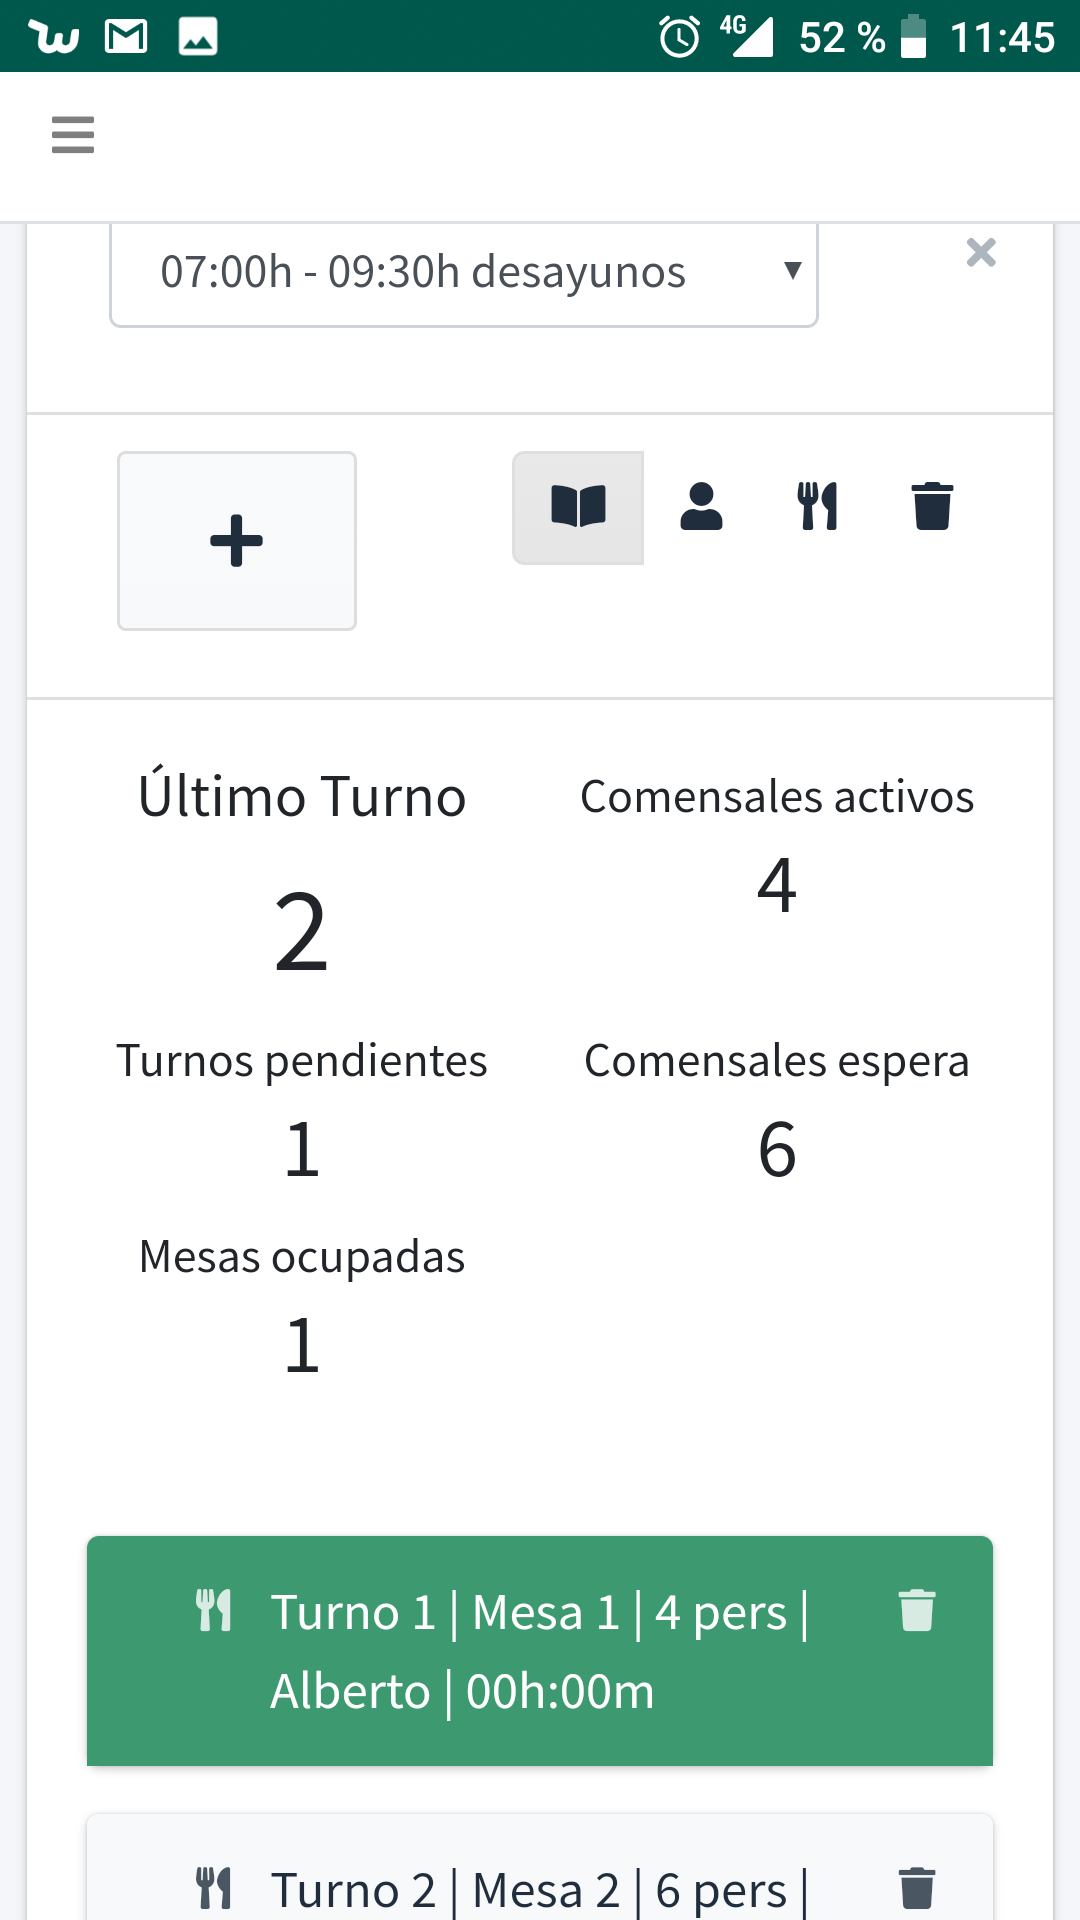 4G 52 % 11:45
07:00h - 09:30h desayunos
Último Turno
2
Comensales activos
4
Turnos pendientes
1
Comensales espera
6
Mesas ocupadas
1
Turno 1 | Mesa 1 | 4 pers |
Alberto | 00h:00m
Turno 2 | Mesa 2 | 6 pers |